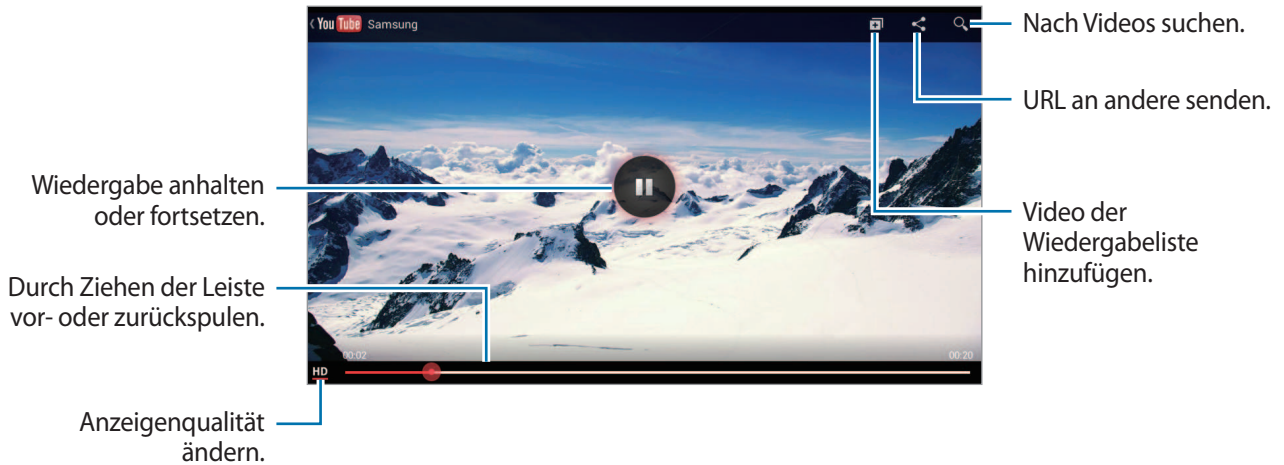 You Tube Samsung
Nach Videos suchen.
URL an andere senden.
Wiedergabe anhalten
oder fortsetzen.
Video der
Wiedergabeliste
hinzufügen.
Durch Ziehen der Leiste
vor- oder zurückspulen.
00:02 00:20
HD
Anzeigenqualität
ändern.